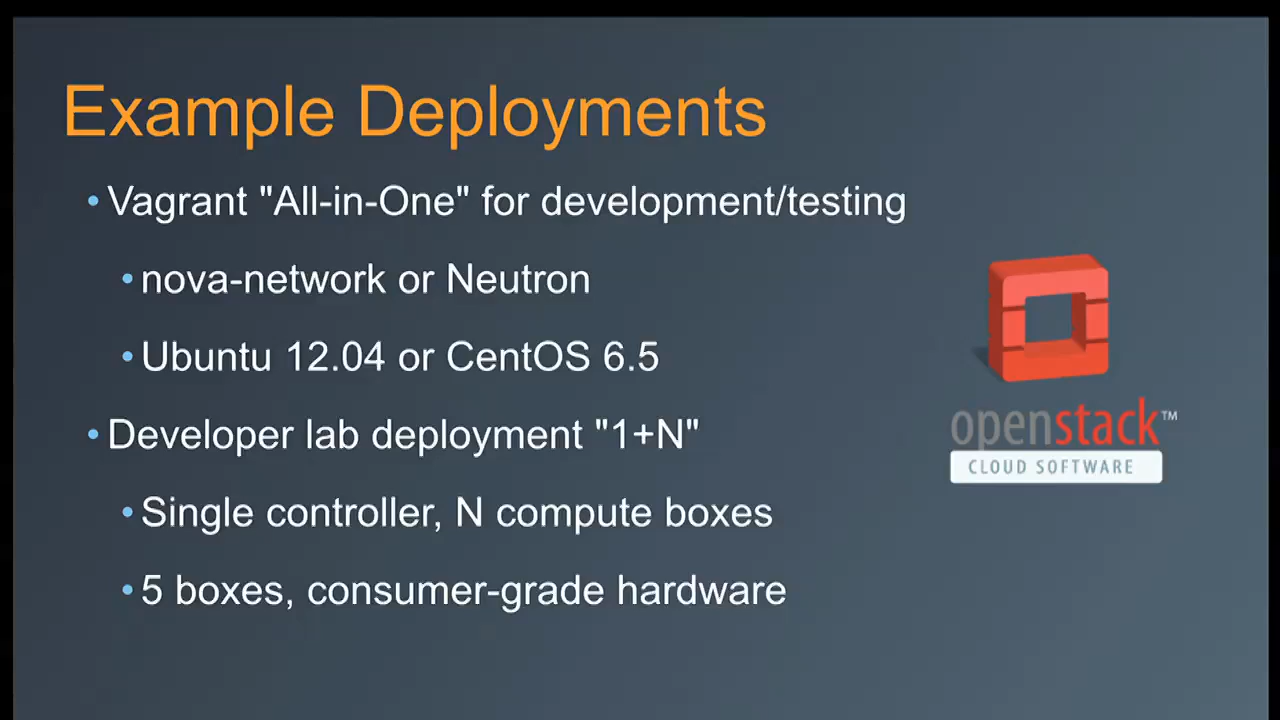 Example Deployments
• Vagrant "All-in-One" for development/testing
• nova-network or Neutron
• Ubuntu 12.04 or CentOS 6.5
• Developer lab deployment "1+N"
• Single controller, N compute boxes
• 5 boxes, consumer-grade hardware
openstack™
CLOUD SOFTWARE